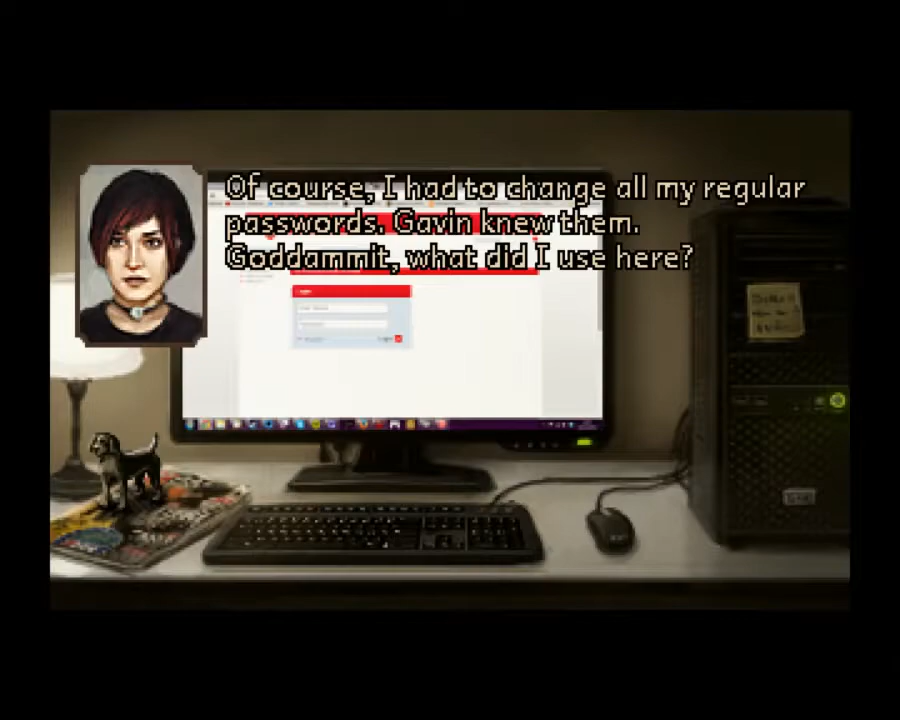 Of course, I had to change all my regular
passwords. Gavin knew them.
Goddammit, what did I use here?